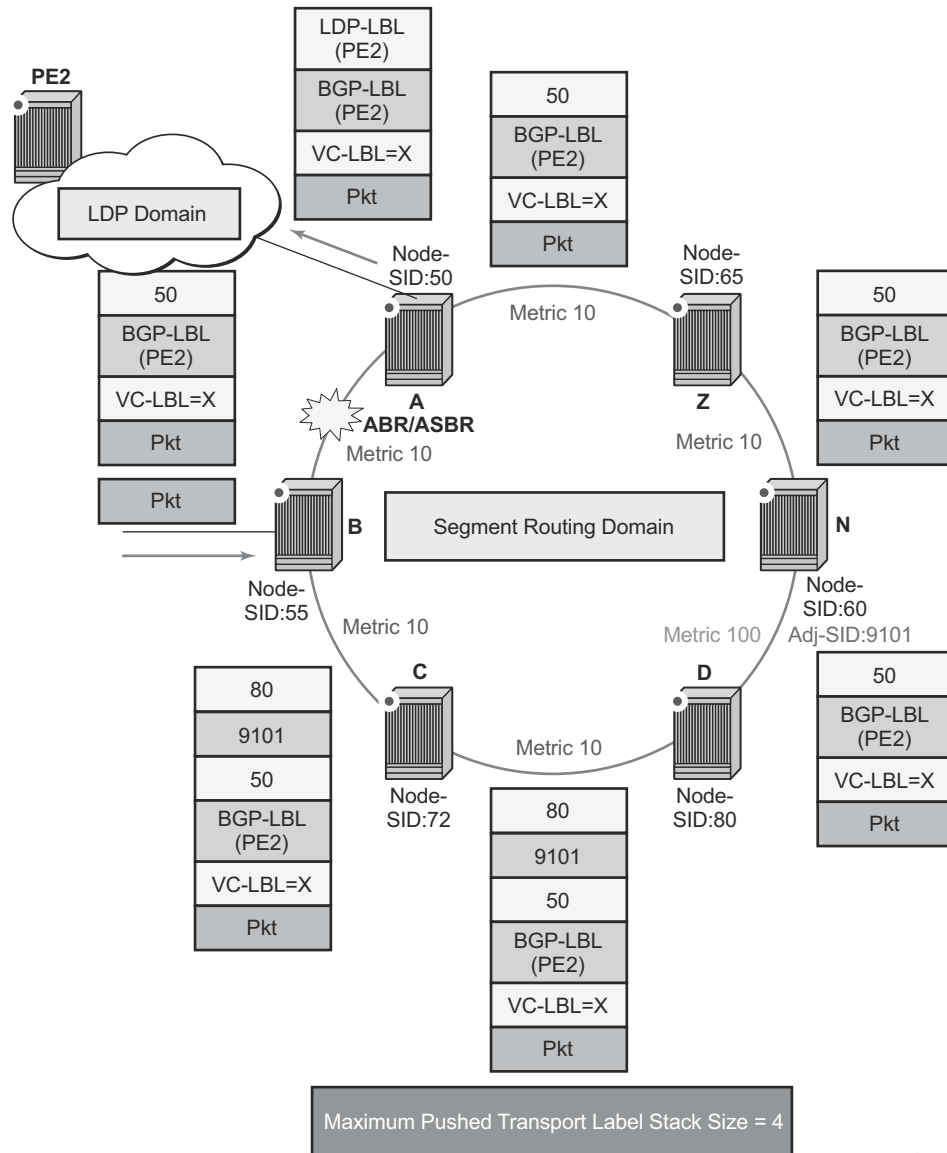 LDP-LBL
(PE2)
BGP-LBL
(PE2)
VC-LBL=X
Pkt
PE2
LDP Domain
50
BGP-LBL
(PE2)
VC-LBL=X
Pkt
Node-
SID:50
Node-
SID:65
50
BGP-LBL
(PE2)
VC-LBL=X
Pkt
Pkt
Metric 10
50
BGP-LBL
(PE2)
VC-LBL=X
Pkt
A
ABR/ASBR
Z
Metric 10
Metric 10
B
Segment Routing Domain
N
Node-
SID:55
Node-
SID:60
Adj-SID:9101
Metric 10
Metric 100
C
D
50
BGP-LBL
(PE2)
VC-LBL=X
Pkt
80
9101
50
BGP-LBL
(PE2)
VC-LBL=X
Pkt
Metric 10
Node-
SID:72
Node-
SID:80
80
9101
50
BGP-LBL
(PE2)
VC-LBL=X
Pkt
Maximum Pushed Transport Label Stack Size = 4